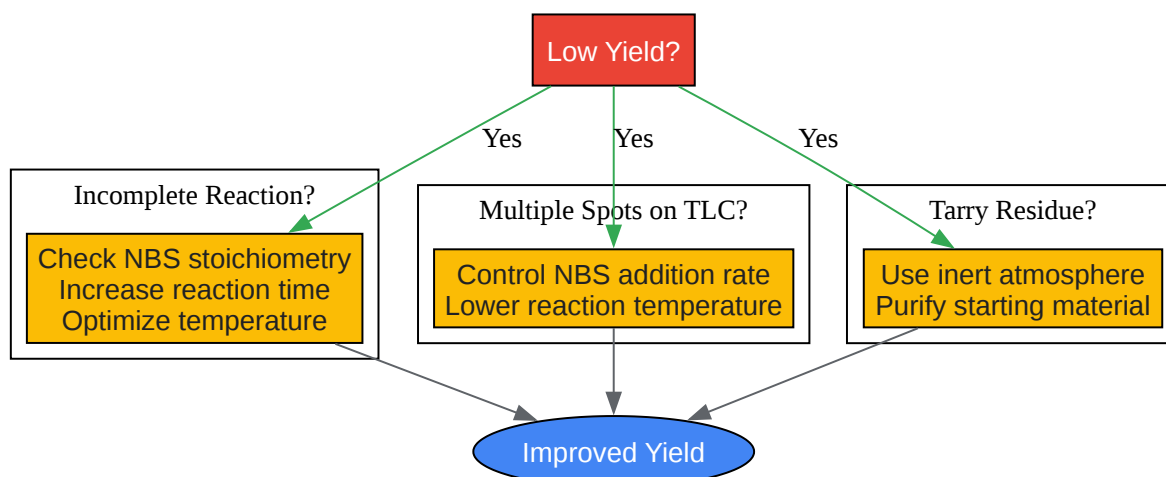 Low Yield?
Yes
Yes
Yes
Incomplete Reaction?
Check NBS stoichiometry
Increase reaction time
Optimize temperature
Multiple Spots on TLC?
Control NBS addition rate
Lower reaction temperature
Tarry Residue?
Use inert atmosphere
Purify starting material
Improved Yield